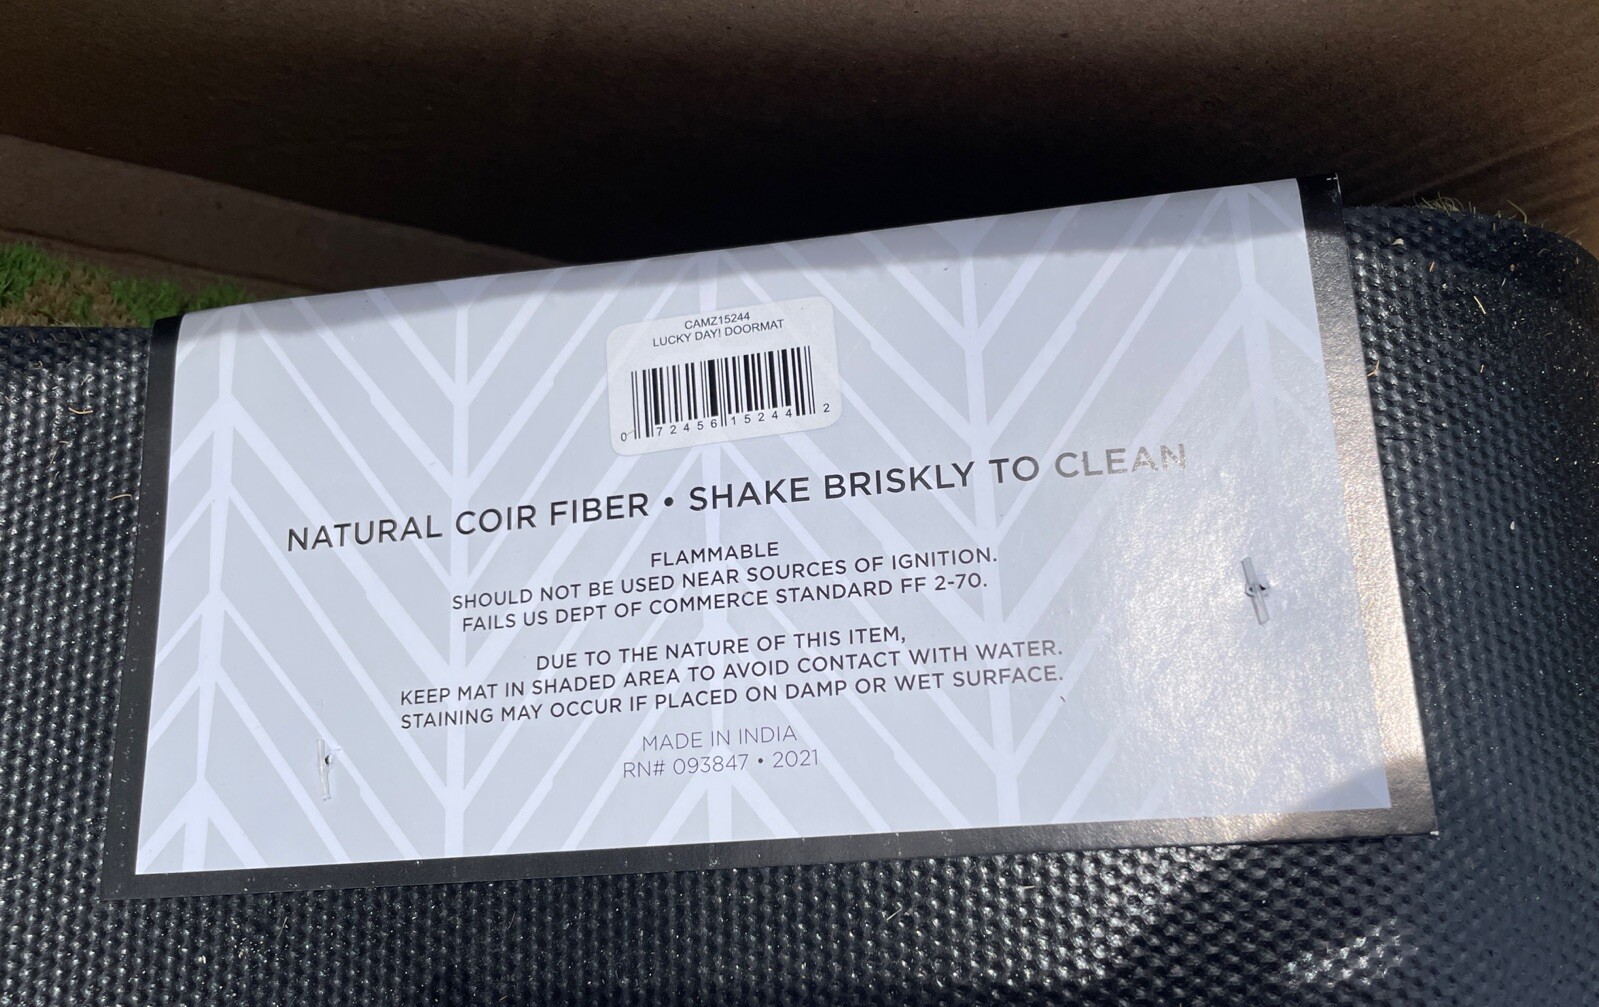 CAMZ15244
LUCKY DAY! DOORMAT
0 72456 15244 2
NATURAL COIR FIBER • SHAKE BRISKLY TO CLEAN
FLAMMABLE
SHOULD NOT BE USED NEAR SOURCES OF IGNITION.
FAILS US DEPT OF COMMERCE STANDARD FF 2-70.
DUE TO THE NATURE OF THIS ITEM,
KEEP MAT IN SHADED AREA TO AVOID CONTACT WITH WATER.
STAINING MAY OCCUR IF PLACED ON DAMP OR WET SURFACE.
MADE IN INDIA
RN# 093847 • 2021